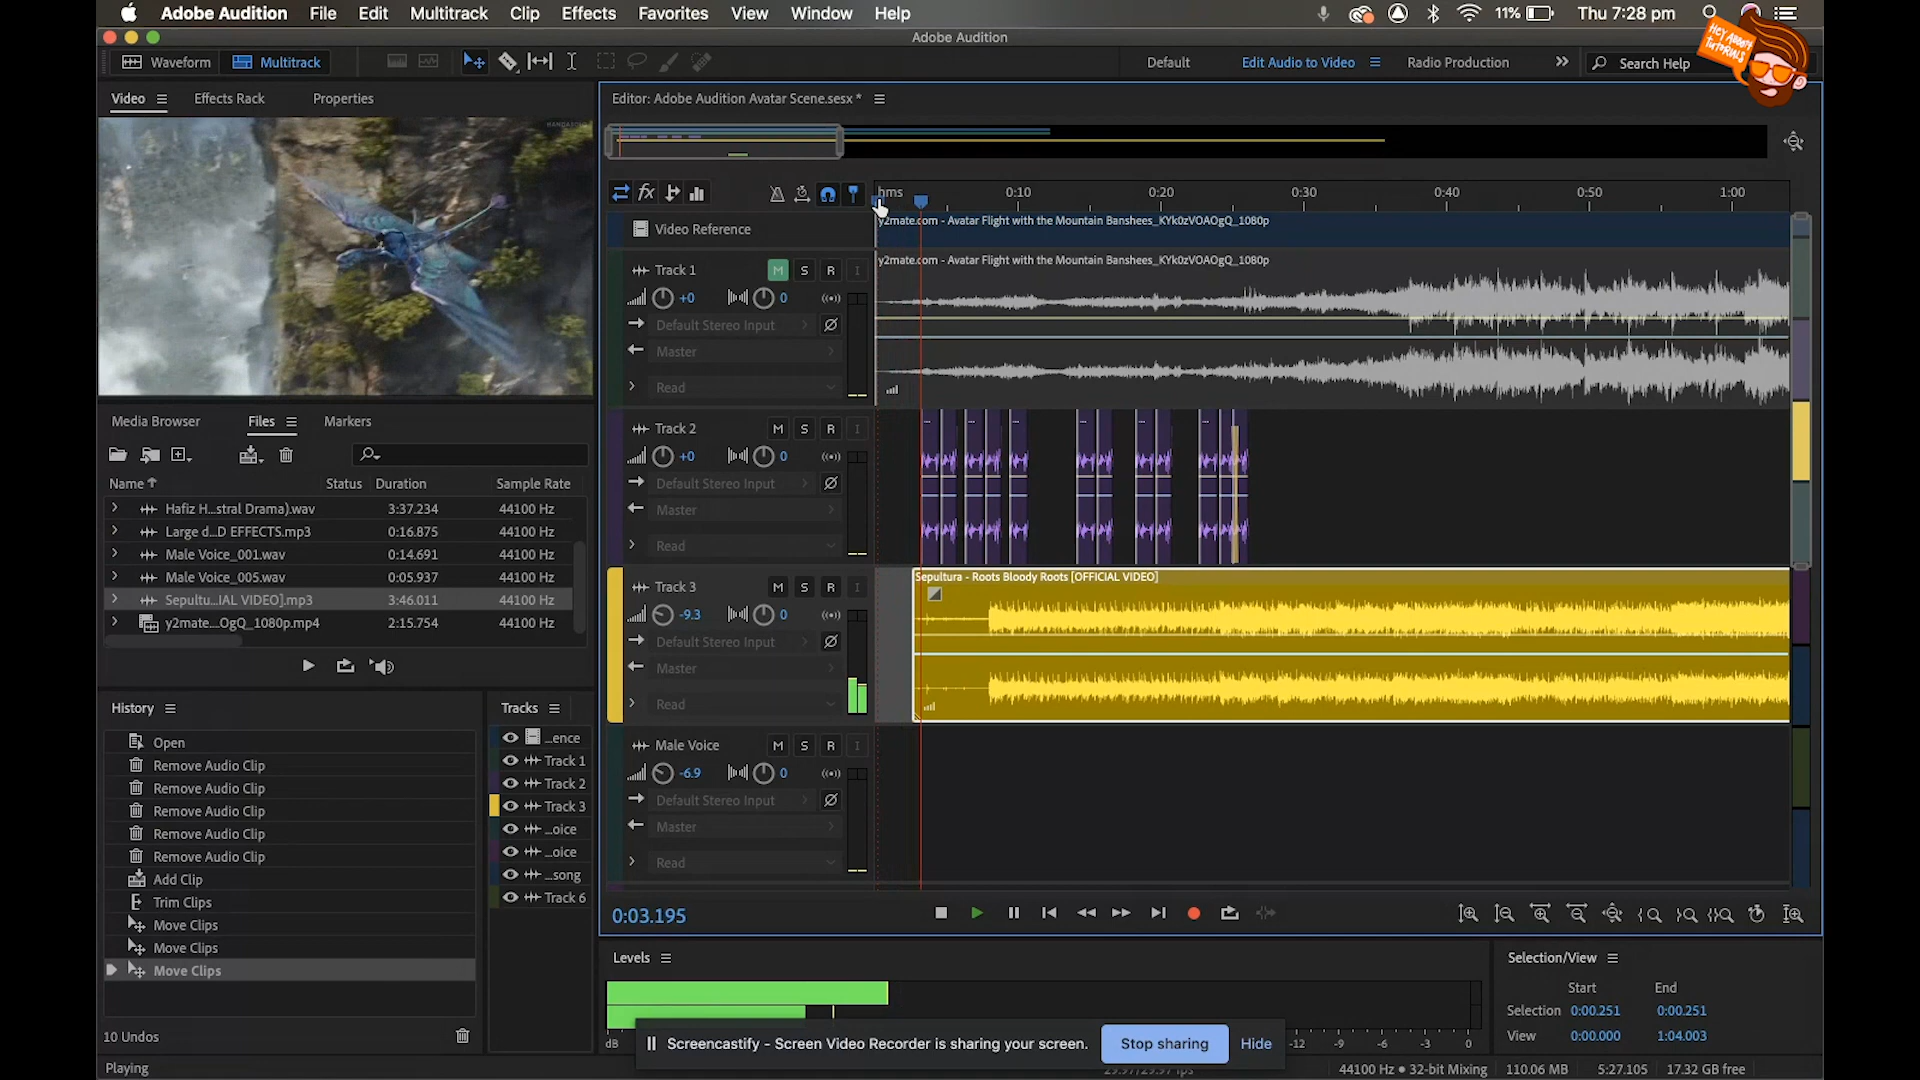 Adobe Audition File Edit Multitrack Clip Effects Favorites View Window Help 11% Thu 7:28 pm
Adobe Audition
HEY ABBOTT TUTORIALS
Waveform Multitrack Default Edit Audio to Video Radio Production Search Help
Video Effects Rack Properties
Editor: Adobe Audition Avatar Scene.sesx *
hms 0:10 0:20 0:30 0:40 0:50 1:00
Video Reference
y2mate.com - Avatar Flight with the Mountain Banshees_KYk0zVOAOgQ_1080p
Track 1 M S R I
y2mate.com - Avatar Flight with the Mountain Banshees_KYk0zVOAOgQ_1080p
+0 0
Default Stereo Input
Master
Read
Track 2 M S R I
+0 0
Default Stereo Input
Master
Read
Track 3 M S R I
Sepultura - Roots Bloody Roots [OFFICIAL VIDEO]
-9.3 0
Default Stereo Input
Master
Read
Male Voice M S R I
-6.9 0
Default Stereo Input
Master
Read
Media Browser Files Markers
Name Status Duration Sample Rate
Hafiz H...stral Drama).wav 3:37.234 44100 Hz
Large d...D EFFECTS.mp3 0:16.875 44100 Hz
Male Voice_001.wav 0:14.691 44100 Hz
Male Voice_005.wav 0:05.937 44100 Hz
Sepultu...IAL VIDEO].mp3 3:46.011 44100 Hz
y2mate....OgQ_1080p.mp4 2:15.754 44100 Hz
History
Open
Remove Audio Clip
Remove Audio Clip
Remove Audio Clip
Remove Audio Clip
Remove Audio Clip
Add Clip
Trim Clips
Move Clips
Move Clips
Move Clips
10 Undos
Tracks
...ence
Track 1
Track 2
Track 3
...oice
...oice
...song
Track 6
0:03.195
Levels
dB -12 -9 -6 -3 0
Screencastify - Screen Video Recorder is sharing your screen. Stop sharing Hide
Selection/View
Start End
Selection 0:00.251 0:00.251
View 0:00.000 1:04.003
Playing 44100 Hz • 32-bit Mixing 110.06 MB 5:27.105 17.32 GB free